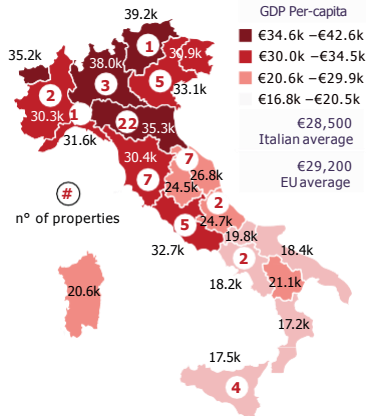 39.2k
GDP Per-capita
€34.6k –€42.6k
€30.0k –€34.5k
€20.6k –€29.9k
€16.8k –€20.5k
€28,500
Italian average
€29,200
EU average
35.2k
38.0k
1
30.9k
2
3
5
33.1k
30.3k
1
22
35.3k
31.6k
30.4k
7
7
26.8k
24.5k
#
n° of properties
2
24.7k
5
19.8k
32.7k
2
18.4k
18.2k
21.1k
20.6k
17.2k
17.5k
4